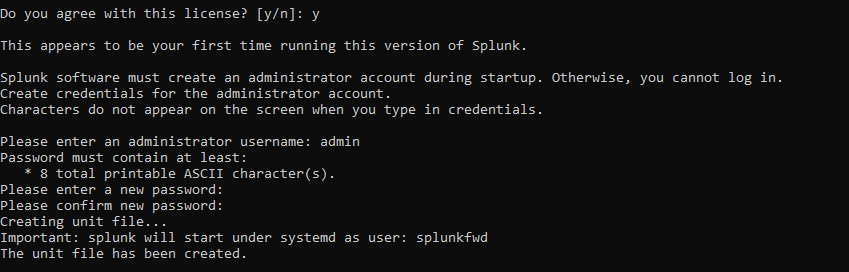 Do you agree with this license? [y/n]: y
This appears to be your first time running this version of Splunk.
Splunk software must create an administrator account during startup. Otherwise, you cannot log in.
Create credentials for the administrator account.
Characters do not appear on the screen when you type in credentials.
Please enter an administrator username: admin
Password must contain at least:
   * 8 total printable ASCII character(s).
Please enter a new password:
Please confirm new password:
Creating unit file...
Important: splunk will start under systemd as user: splunkfwd
The unit file has been created.